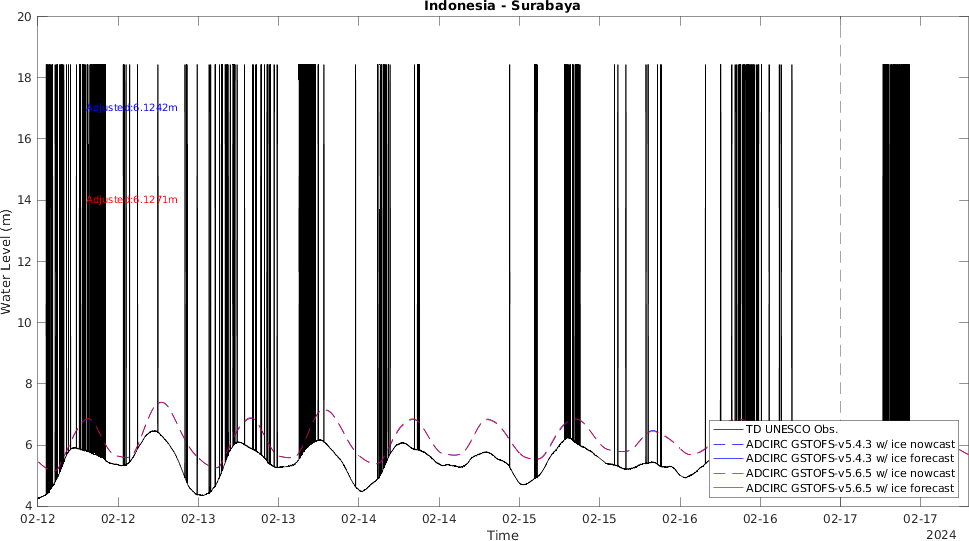 Indonesia - Surabaya
20
18
16
14
12
10
8
6
4
Water Level (m)
Adjusted:6.1242m
Adjusted:6.1271m
TD UNESCO Obs.
ADCIRC GSTOFS-v5.4.3 w/ ice nowcast
ADCIRC GSTOFS-v5.4.3 w/ ice forecast
ADCIRC GSTOFS-v5.6.5 w/ ice nowcast
ADCIRC GSTOFS-v5.6.5 w/ ice forecast
02-12 02-12 02-13 02-13 02-14 02-14 02-15 02-15 02-16 02-16 02-17 02-17
Time
2024